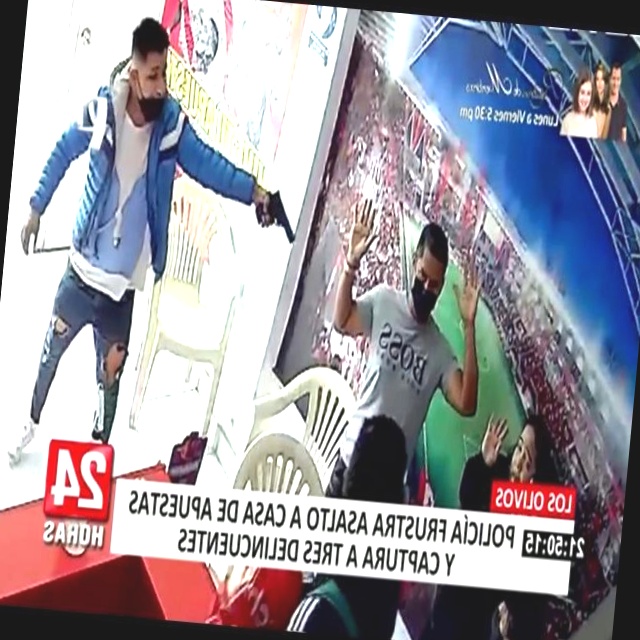 Lunes a Viernes 5:30 pm
BOSS
LOS OLIVOS
24
HORAS
POLICÍA FRUSTRA ASALTO A CASA DE APUESTAS
Y CAPTURA A TRES DELINCUENTES
21:50:15